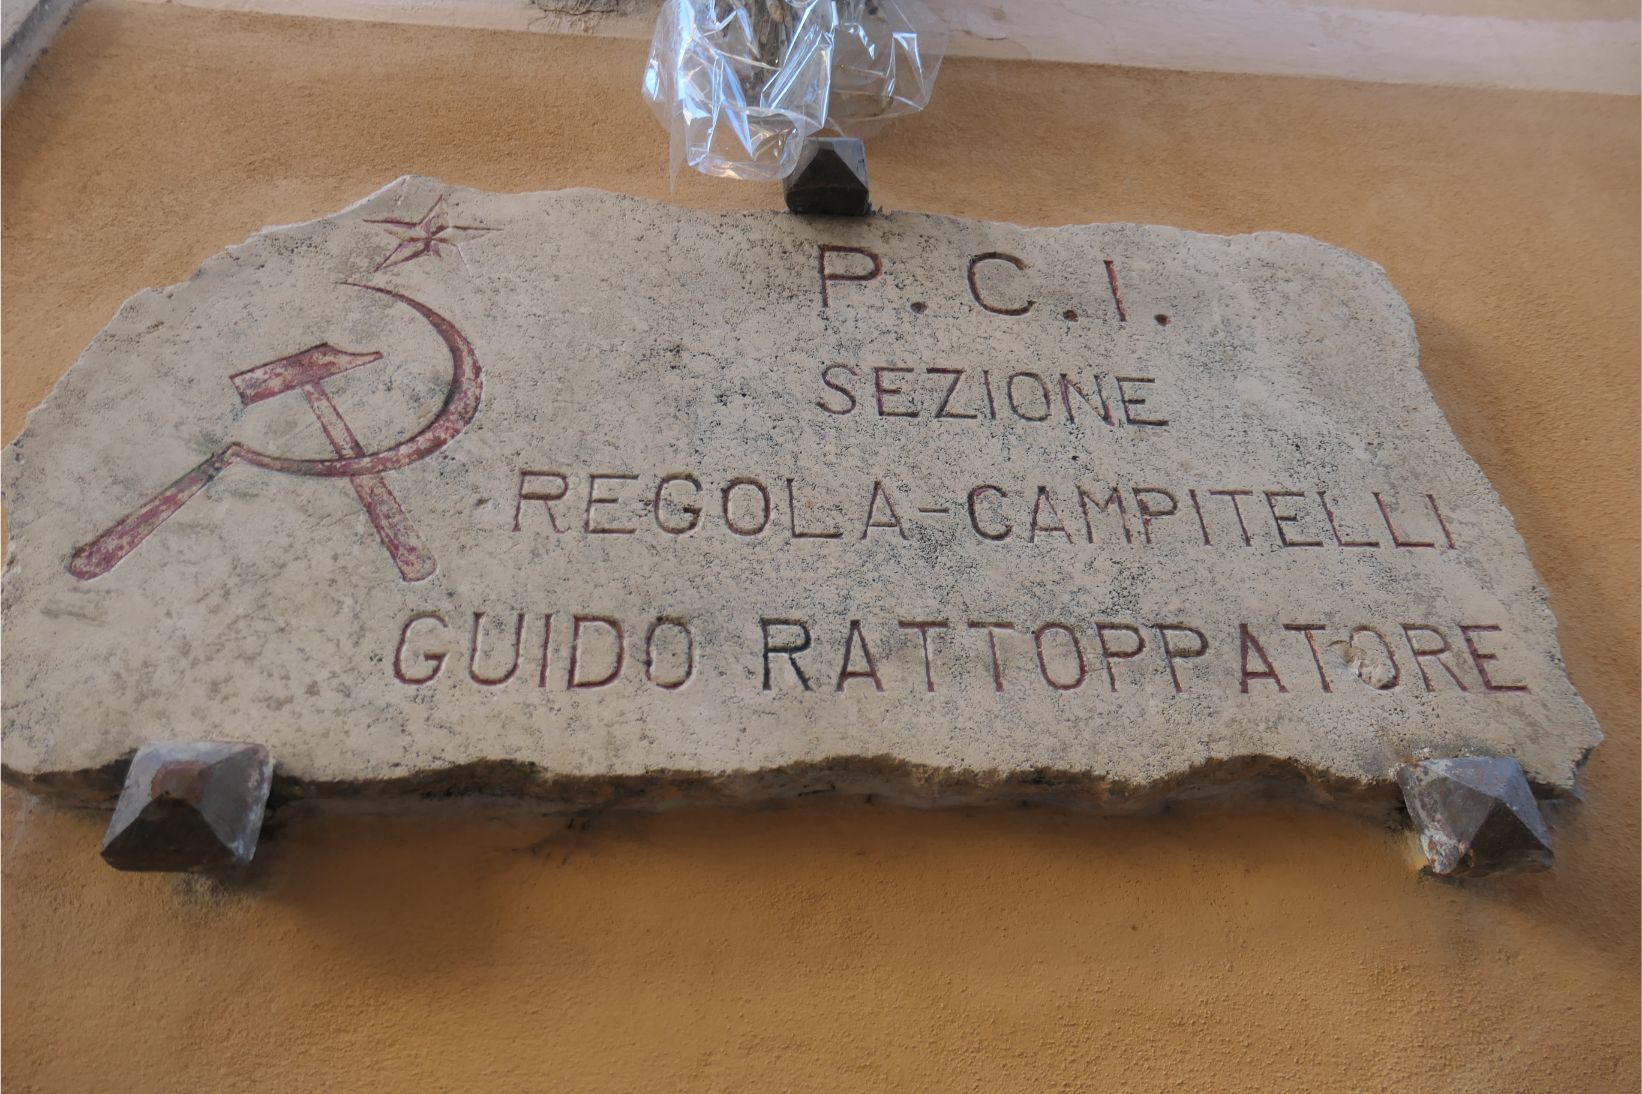 P.C.I.
SEZIONE
REGOLA-CAMPITELLI
GUIDO RATTOPPATORE